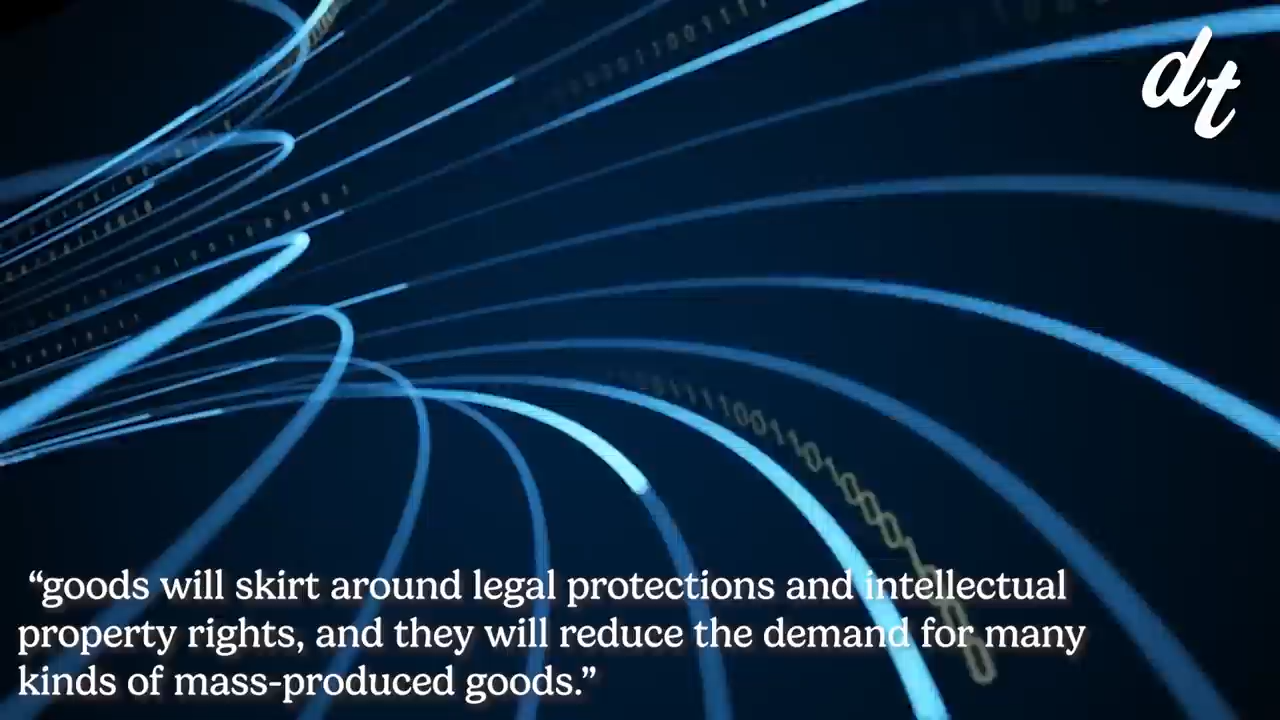 dt
“goods will skirt around legal protections and intellectual
property rights, and they will reduce the demand for many
kinds of mass-produced goods.”